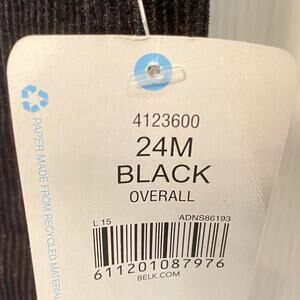 4123600
24M
BLACK
OVERALL
L 15 ADNS86193
611201087976
BELK.COM
PAPER MADE FROM RECYCLED MATERIAL